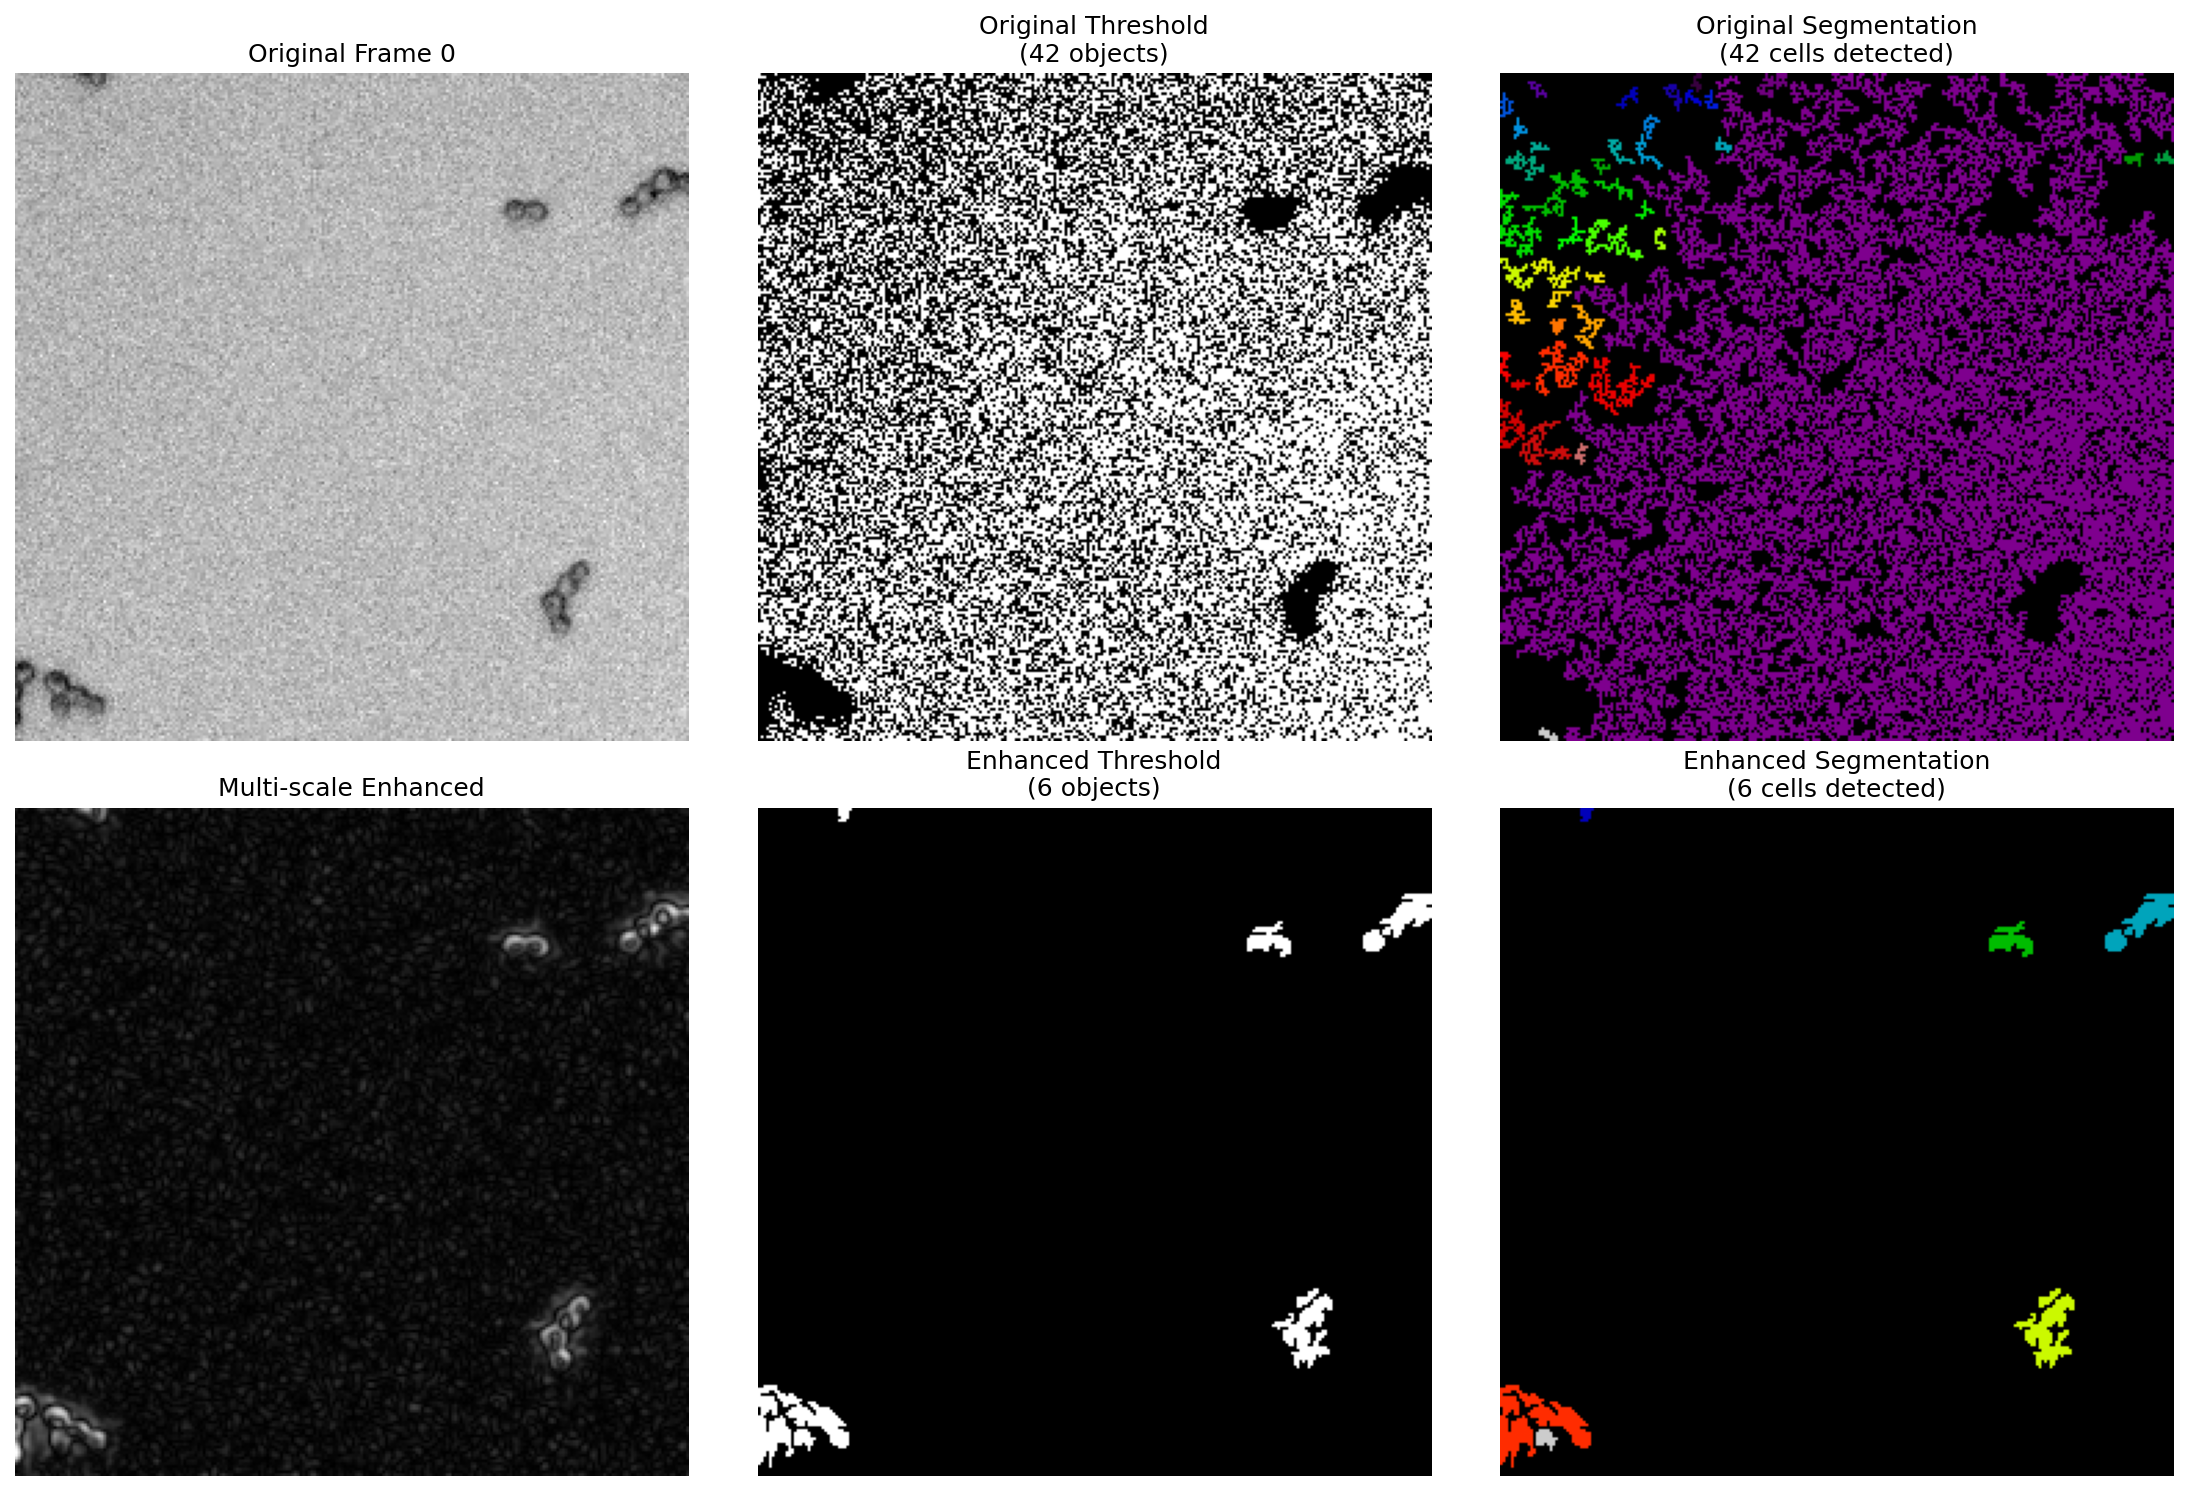 Original Frame 0
Original Threshold
(42 objects)
Original Segmentation
(42 cells detected)
Multi-scale Enhanced
Enhanced Threshold
(6 objects)
Enhanced Segmentation
(6 cells detected)